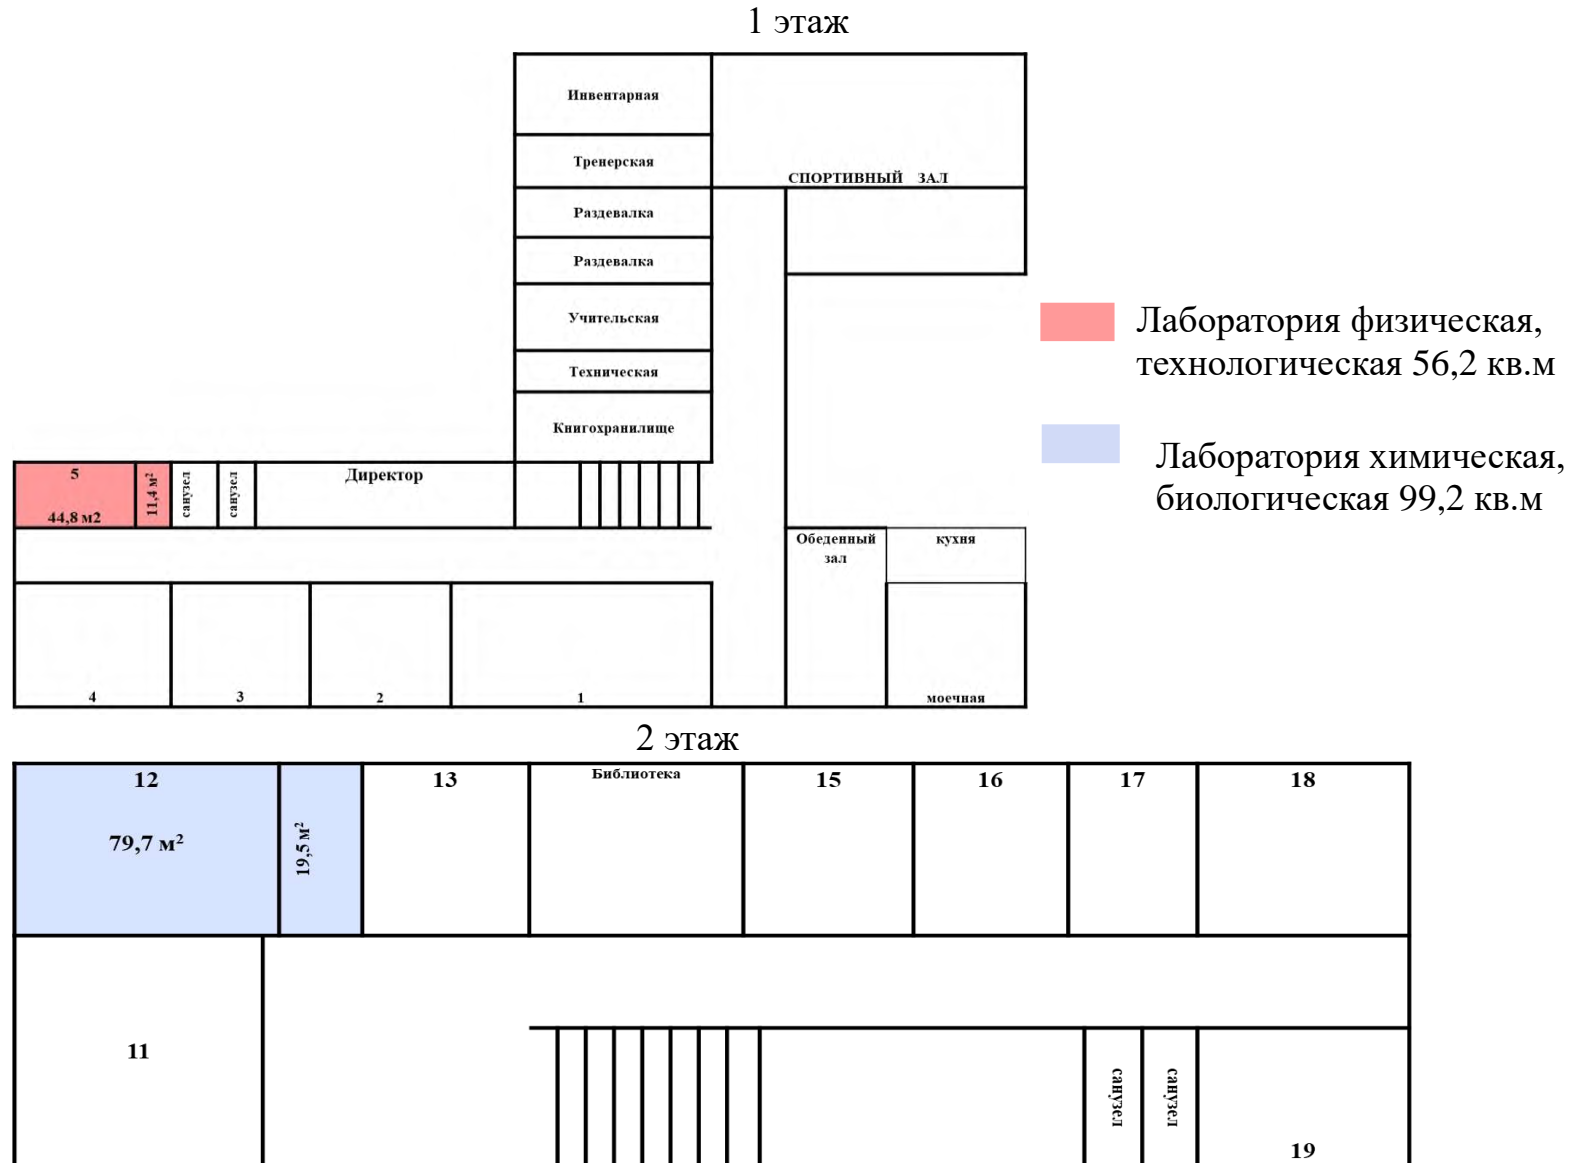 1 этаж
Инвентарная
Тренерская
СПОРТИВНЫЙ ЗАЛ
Раздевалка
Раздевалка
Учительская
Техническая
Книгохранилище
Лаборатория физическая,
технологическая 56,2 кв.м
Лаборатория химическая,
биологическая 99,2 кв.м
5
44,8 м2
11,4 м²
санузел
санузел
Директор
Обеденный
зал
кухня
4
3
2
1
моечная
2 этаж
12
79,7 м²
19,5 м²
13
Библиотека
15
16
17
18
11
санузел
санузел
19